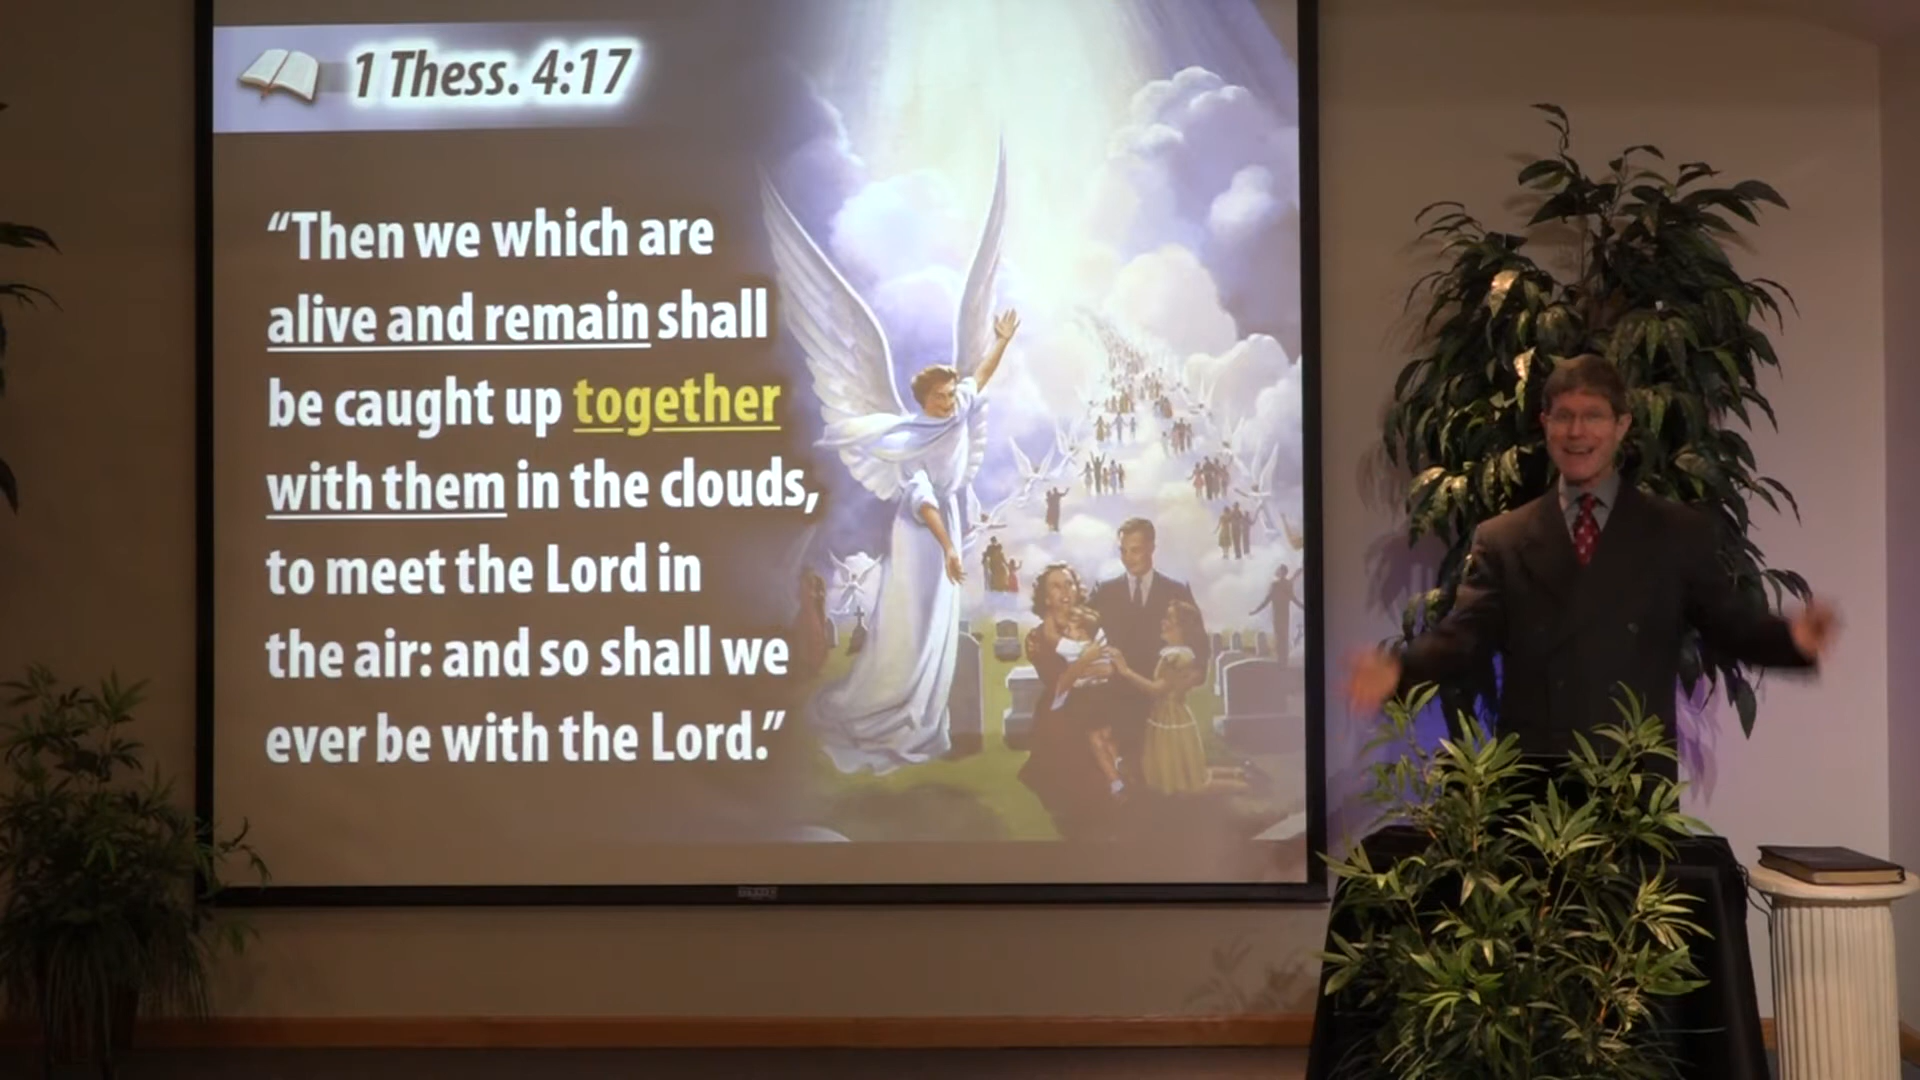 1 Thess. 4:17
“Then we which are
alive and remain shall
be caught up together
with them in the clouds,
to meet the Lord in
the air: and so shall we
ever be with the Lord.”